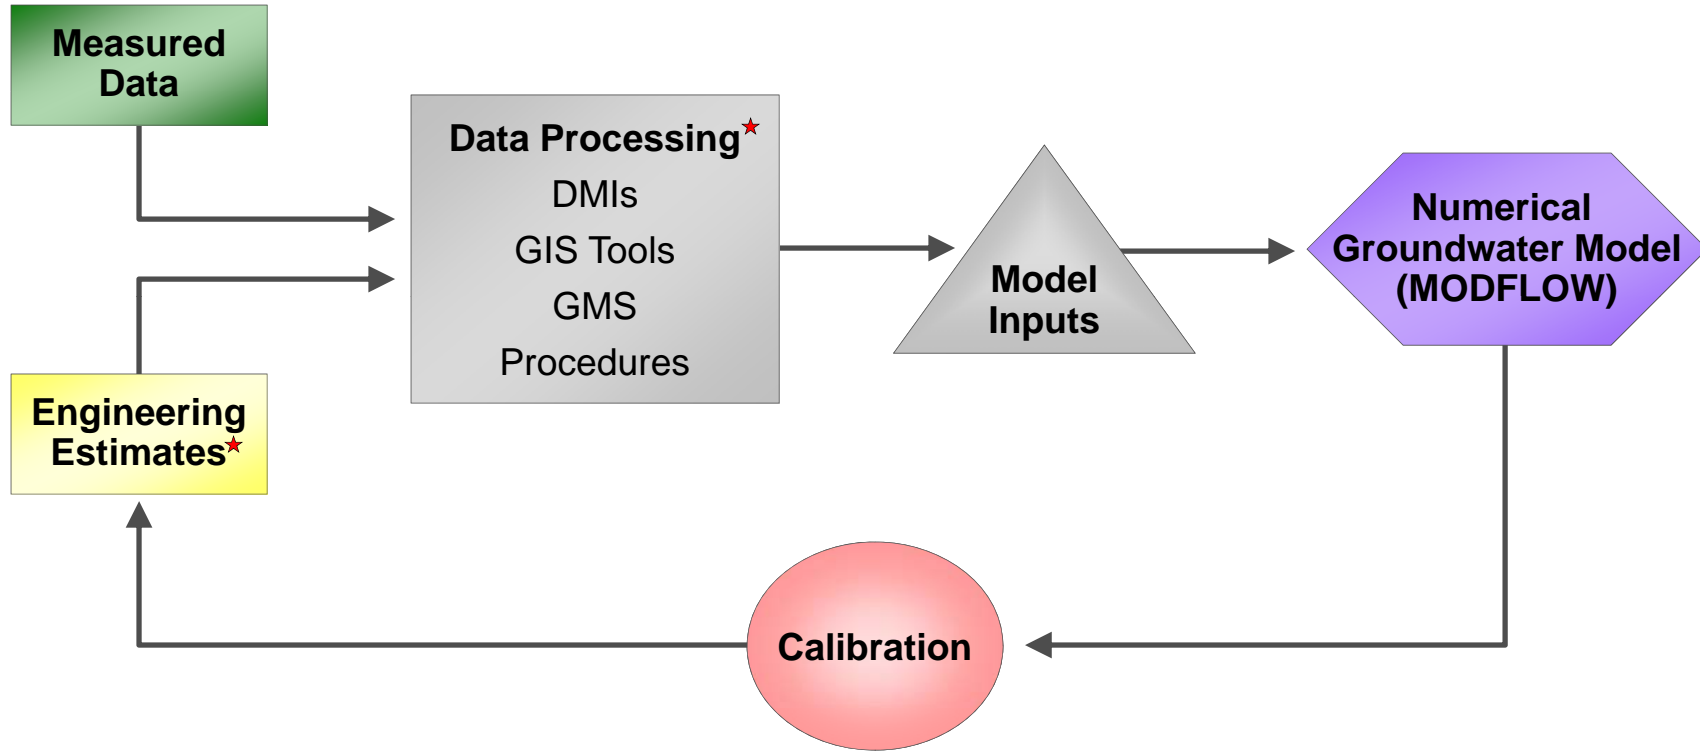 Measured
Data
Data Processing
DMIs
GIS Tools
GMS
Procedures
Model
Inputs
Numerical
Groundwater Model
(MODFLOW)
Engineering
Estimates
Calibration